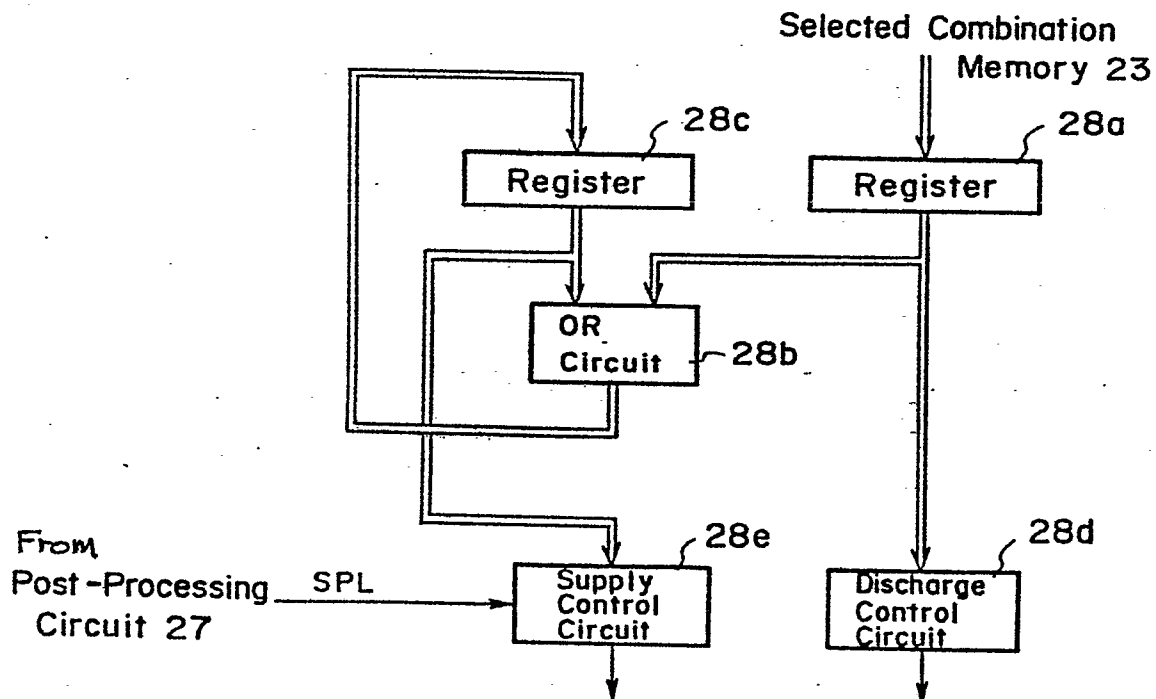 Selected Combination
Memory 23
28c
28a
Register
Register
OR
Circuit
28b
From
Post-Processing
Circuit 27
SPL
28e
28d
Supply
Control
Circuit
Discharge
Control
Circuit